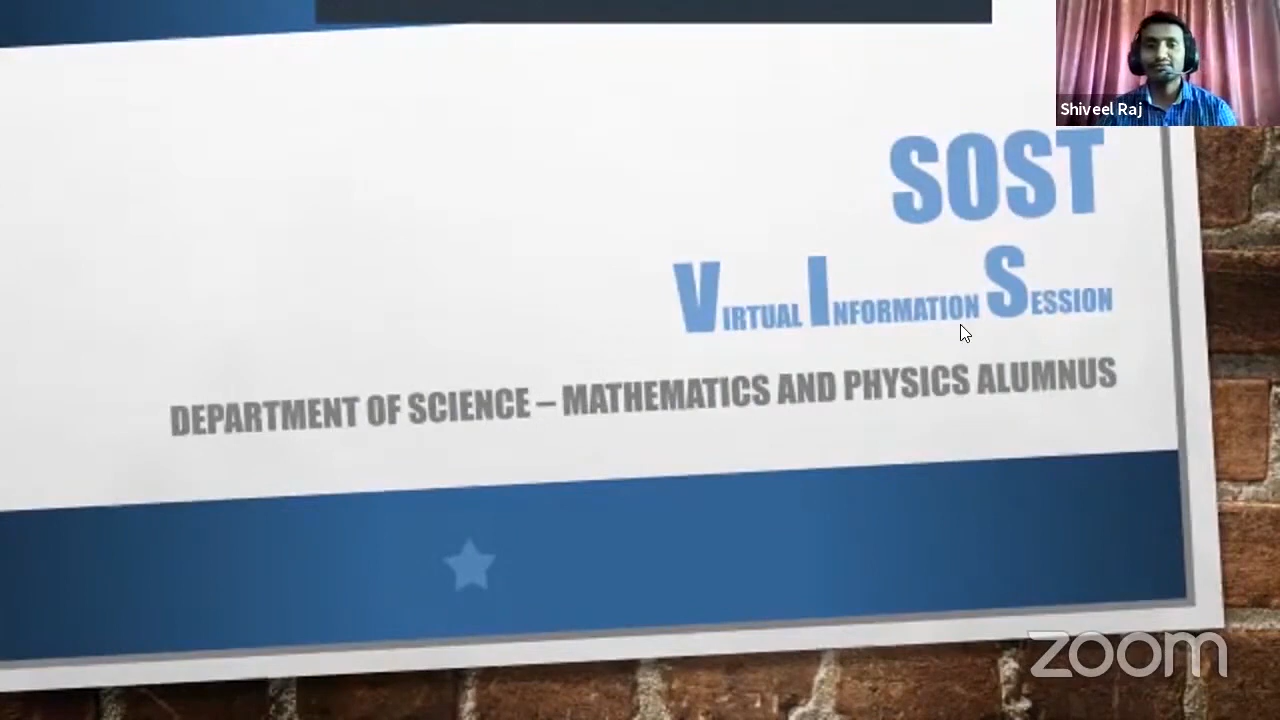 Shiveel Raj
SOST
VIRTUAL INFORMATION SESSION
DEPARTMENT OF SCIENCE – MATHEMATICS AND PHYSICS ALUMNUS
zoom